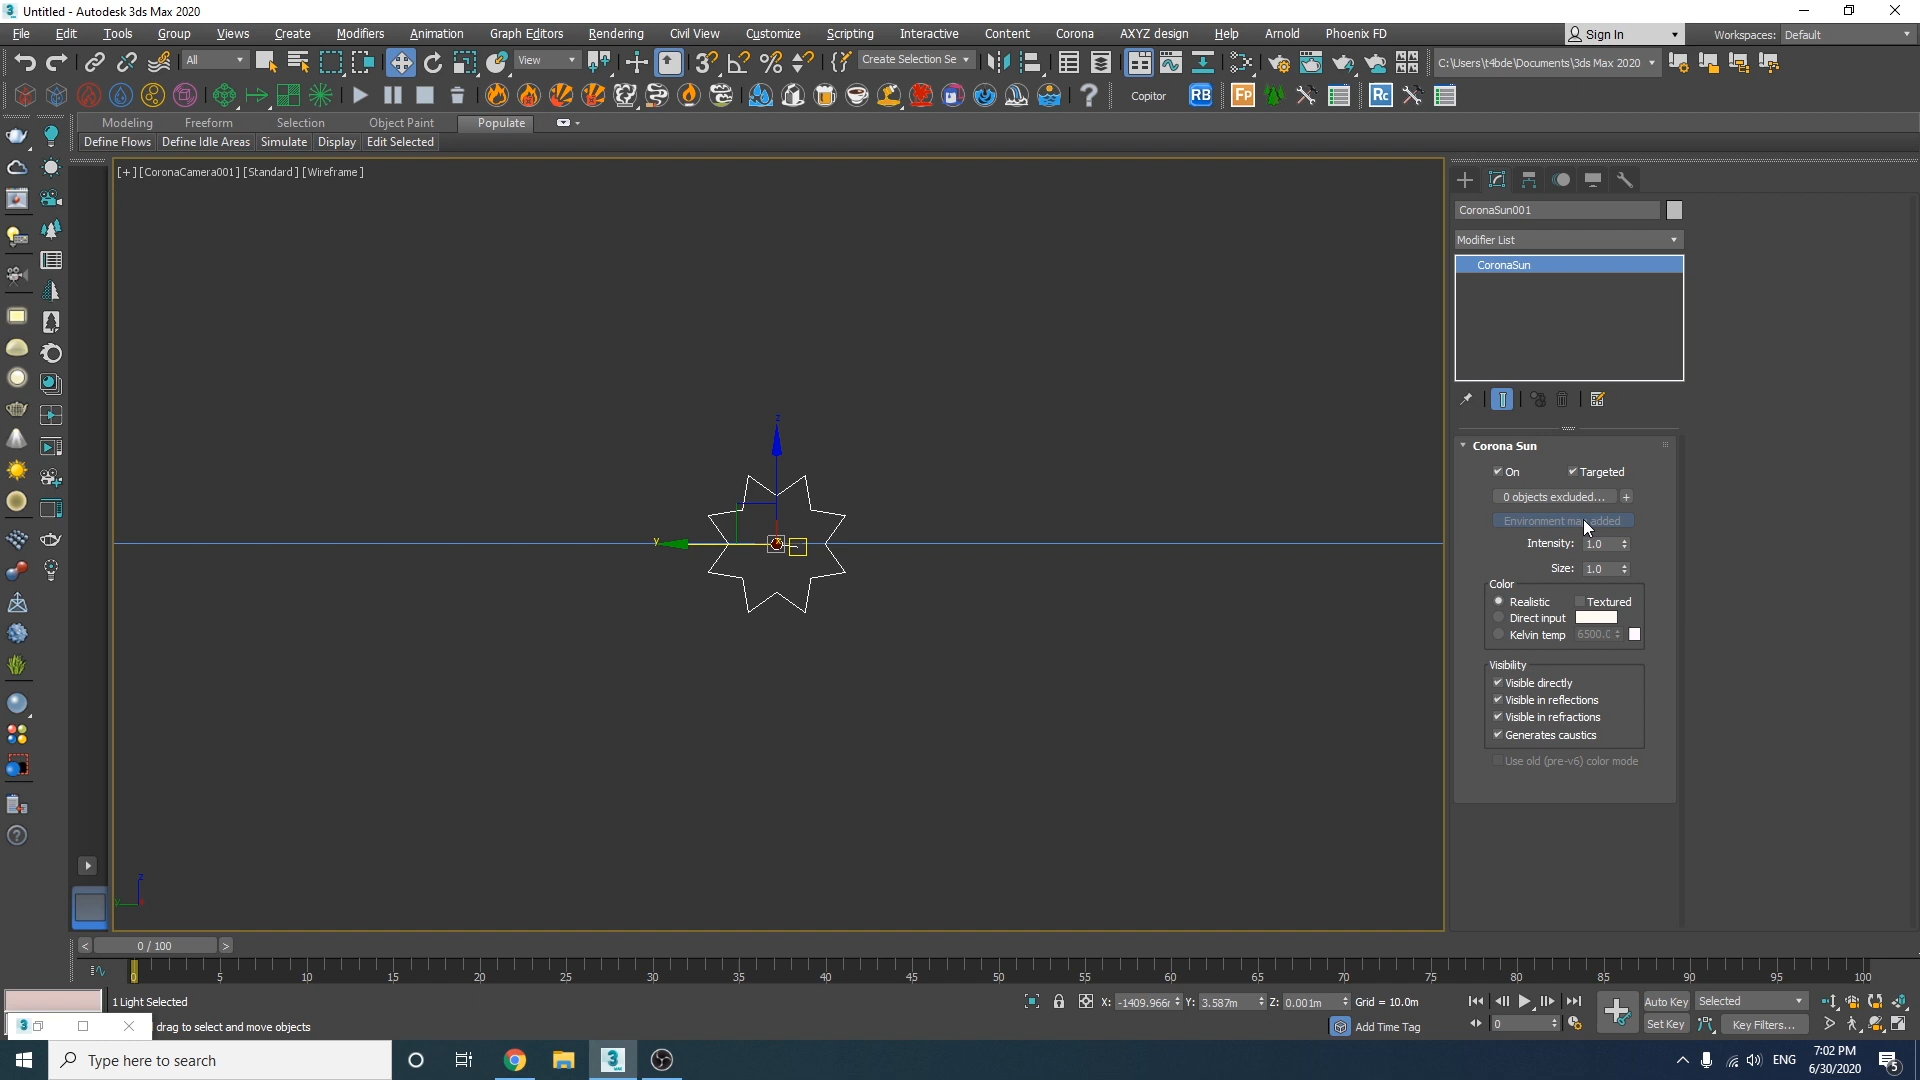 Untitled - Autodesk 3ds Max 2020
File Edit Tools Group Views Create Modifiers Animation Graph Editors Rendering Civil View Customize Scripting Interactive Content Corona AXYZ design Help Arnold Phoenix FD
Sign In
Workspaces: Default
All
View
Create Selection Se
C:\Users\t4bde\Documents\3ds Max 2020
Copitor
RB
Fp
Rc
Modeling Freeform Selection Object Paint Populate
Define Flows Define Idle Areas Simulate Display Edit Selected
[+] [CoronaCamera001] [Standard] [Wireframe]
CoronaSun001
Modifier List
CoronaSun
z
y
Corona Sun
On Targeted
0 objects excluded... +
Environment map added
Intensity: 1.0
Size: 1.0
Color
Realistic Textured
Direct input
Kelvin temp 6500.0
Visibility
Visible directly
Visible in reflections
Visible in refractions
Generates caustics
Use old (pre-v6) color mode
z
y
< 0 / 100 >
0 5 10 15 20 25 30 35 40 45 50 55 60 65 70 75 80 85 90 95 100
1 Light Selected
X: -1409.966r Y: 3.587m Z: 0.001m Grid = 10.0m
Auto Key Selected
drag to select and move objects
Add Time Tag
0
Set Key Key Filters...
Type here to search
ENG
7:02 PM
6/30/2020
5